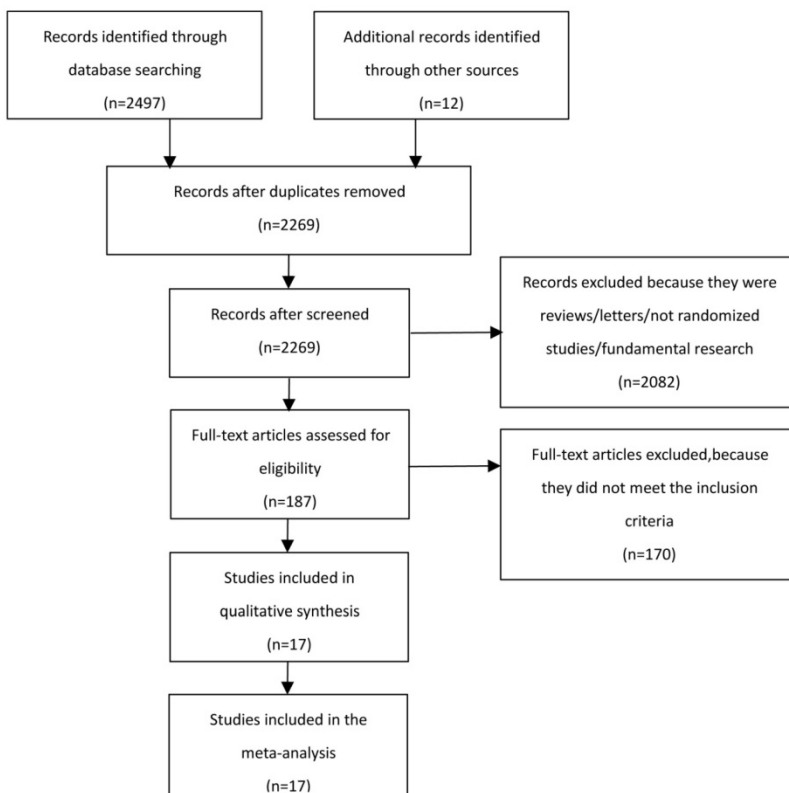 Records identified through
database searching
(n=2497)
Additional records identified
through other sources
(n=12)
Records after duplicates removed
(n=2269)
Records after screened
(n=2269)
Records excluded because they were
reviews/letters/not randomized
studies/fundamental research
(n=2082)
Full-text articles assessed for
eligibility
(n=187)
Full-text articles excluded,because
they did not meet the inclusion
criteria
(n=170)
Studies included in
qualitative synthesis
(n=17)
Studies included in the
meta-analysis
(n=17)